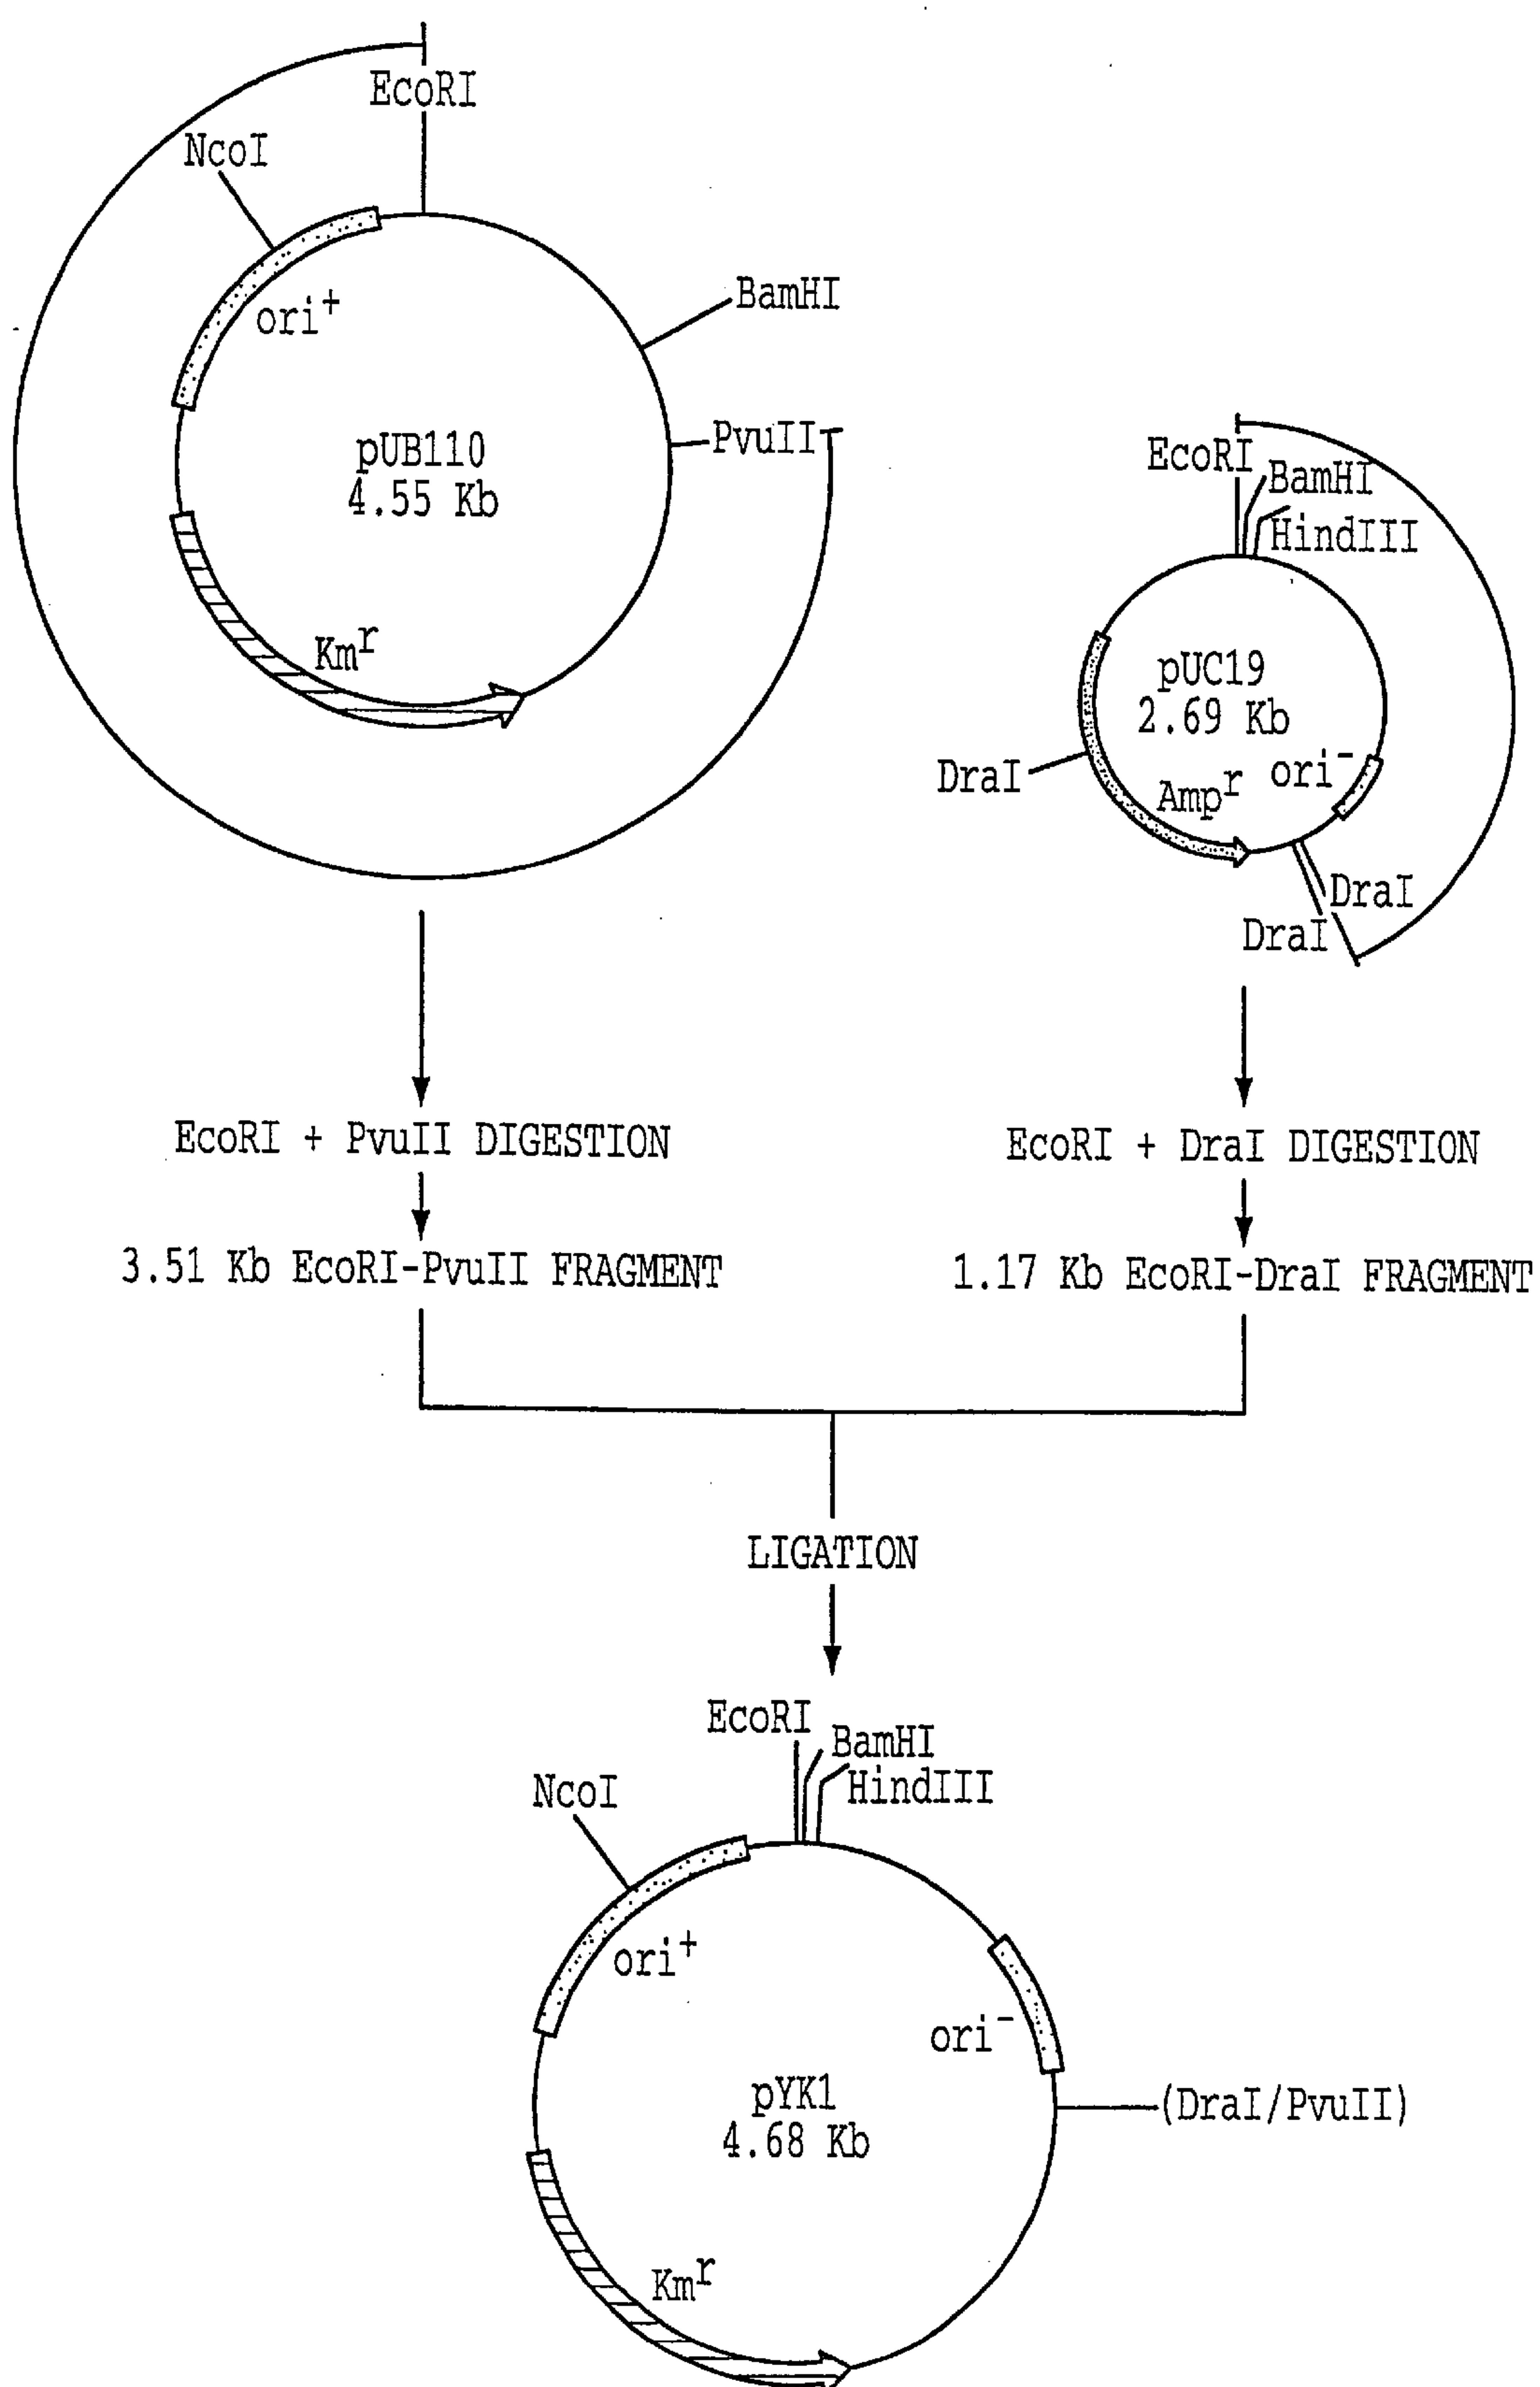 EcoRI
NcoI
BamHI
ori+
PvuII
pUB110
4.55 Kb
Kmr
EcoRI
BamHI
HindIII
pUC19
2.69 Kb
DraI
ori-
Ampr
DraI
DraI
EcoRI + PvuII DIGESTION
EcoRI + DraI DIGESTION
3.51 Kb EcoRI-PvuII FRAGMENT
1.17 Kb EcoRI-DraI FRAGMENT
LIGATION
EcoRI
BamHI
HindIII
NcoI
ori+
ori-
pYK1
4.68 Kb
(DraI/PvuII)
Kmr